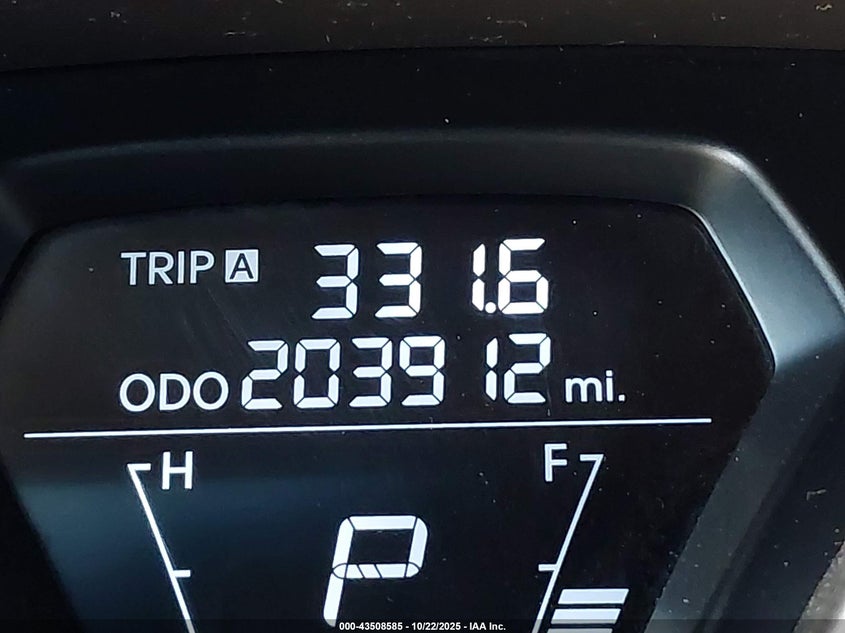 TRIP A 331.6
ODO 203912 mi.
H F
P
000-43508585 - 10/22/2025 - IAA Inc.